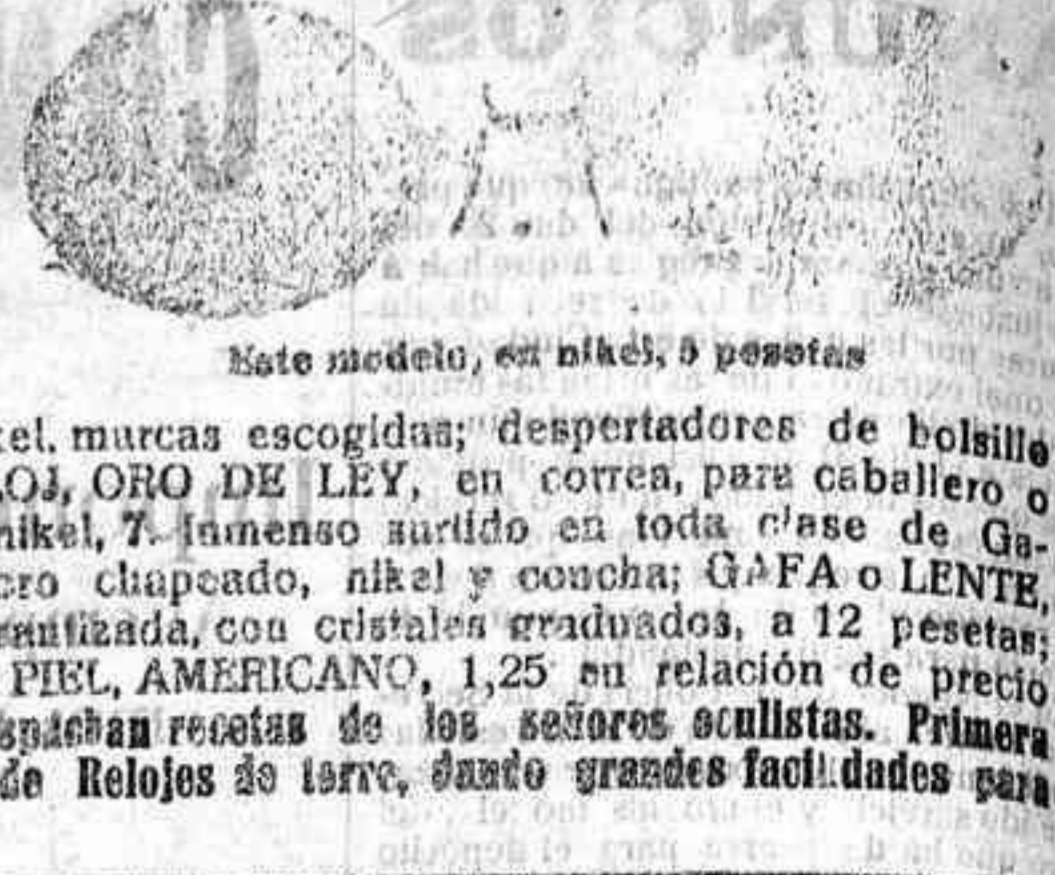 Este modelo, en nikel, 5 pesetas
kel. marcas escogidas; despertadores de bolsillo
LOJ, ORO DE LEY, en correa, para caballero o
nikel, 7. Inmenso surtido en toda clase de Ga-
oro chapeado, nikel y concha; GAFA o LENTE,
rantizada, con cristales graduados, a 12 pesetas;
PIEL, AMERICANO, 1,25 en relación de precio
spachan recetas de los señores oculistas. Primera
de Relojes de torre, dando grandes facilidades para